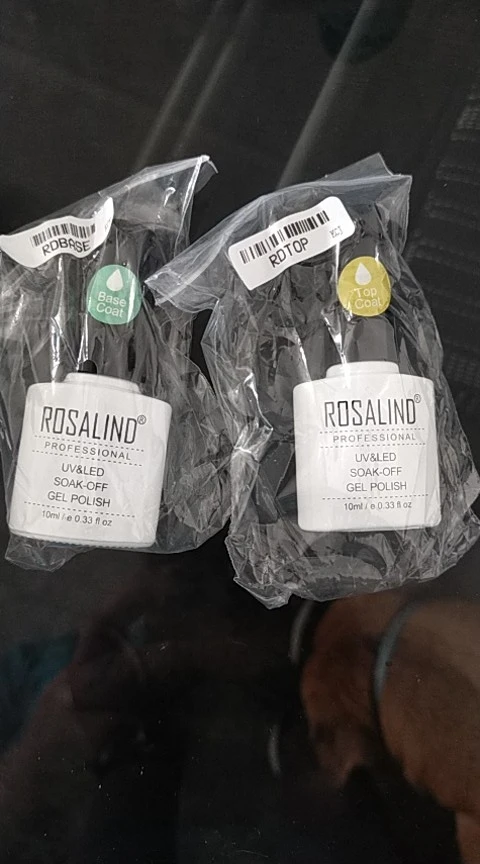 RDBASE
Base
Coat
ROSALIND®
PROFESSIONAL
UV&LED
SOAK-OFF
GEL POLISH
10ml / e 0.33 fl oz
RDTOP
Top
Coat
ROSALIND®
PROFESSIONAL
UV&LED
SOAK-OFF
GEL POLISH
10ml / e 0.33 fl oz